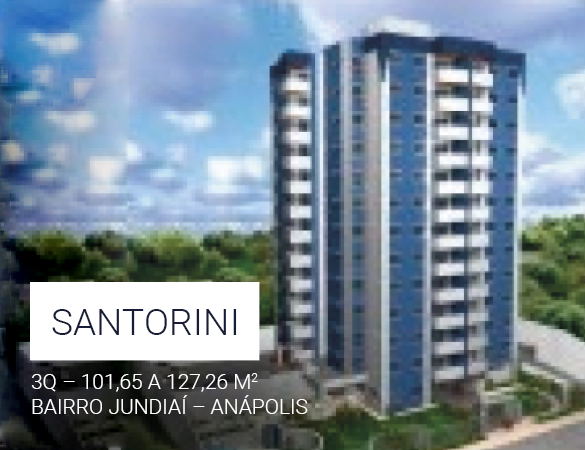 SANTORINI
3Q – 101,65 A 127,26 M²
BAIRRO JUNDIAÍ – ANÁPOLIS